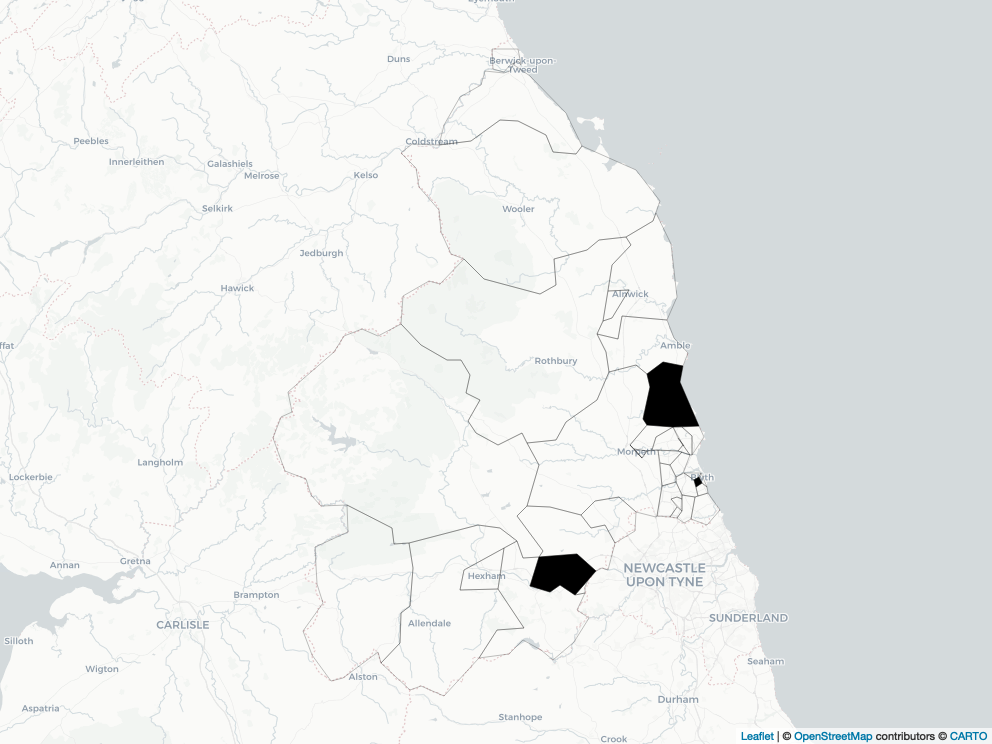 Eyemouth
Duns
Berwick-upon-
Tweed
Coldstream
Peebles
Innerleithen
Galashiels
Melrose
Kelso
Selkirk
Wooler
Jedburgh
Hawick
Alnwick
ffat
Amble
Rothbury
Morpeth
Langholm
Lockerbie
Blyth
Annan
Gretna
Hexham
NEWCASTLE
UPON TYNE
Brampton
CARLISLE
Allendale
SUNDERLAND
Silloth
Seaham
Wigton
Alston
Durham
Aspatria
Stanhope
Crook
Leaflet | © OpenStreetMap contributors © CARTO